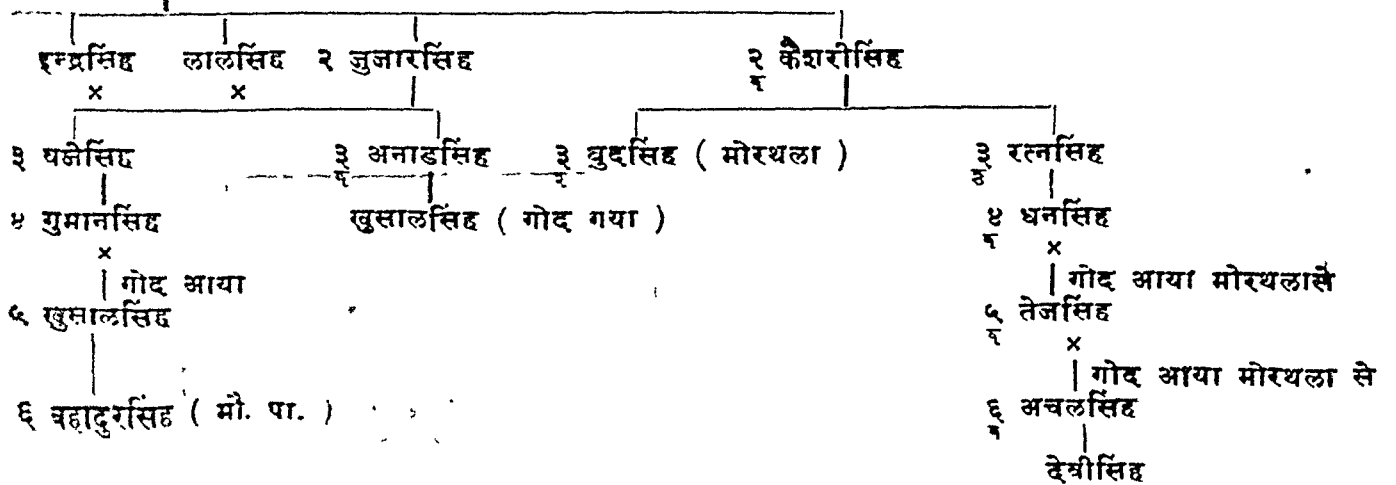 इन्द्रसिंह लालसिंह २ जुजारसिंह २ कैशरीसिंह
× ×
३ धनेसिंह ३ अनाडसिंह ३ बुदसिंह ( मोरथला ) ३ रत्नसिंह
४ गुमानसिंह खुसालसिंह ( गोद गया ) ४ धनसिंह
× ×
गोद आया गोद आया मोरथलासे
५ खुसालसिंह ५ तेजसिंह
×
गोद आया मोरथला से
६ बहादुरसिंह ( मौ. पा. ) ६ अचलसिंह
देवीसिंह